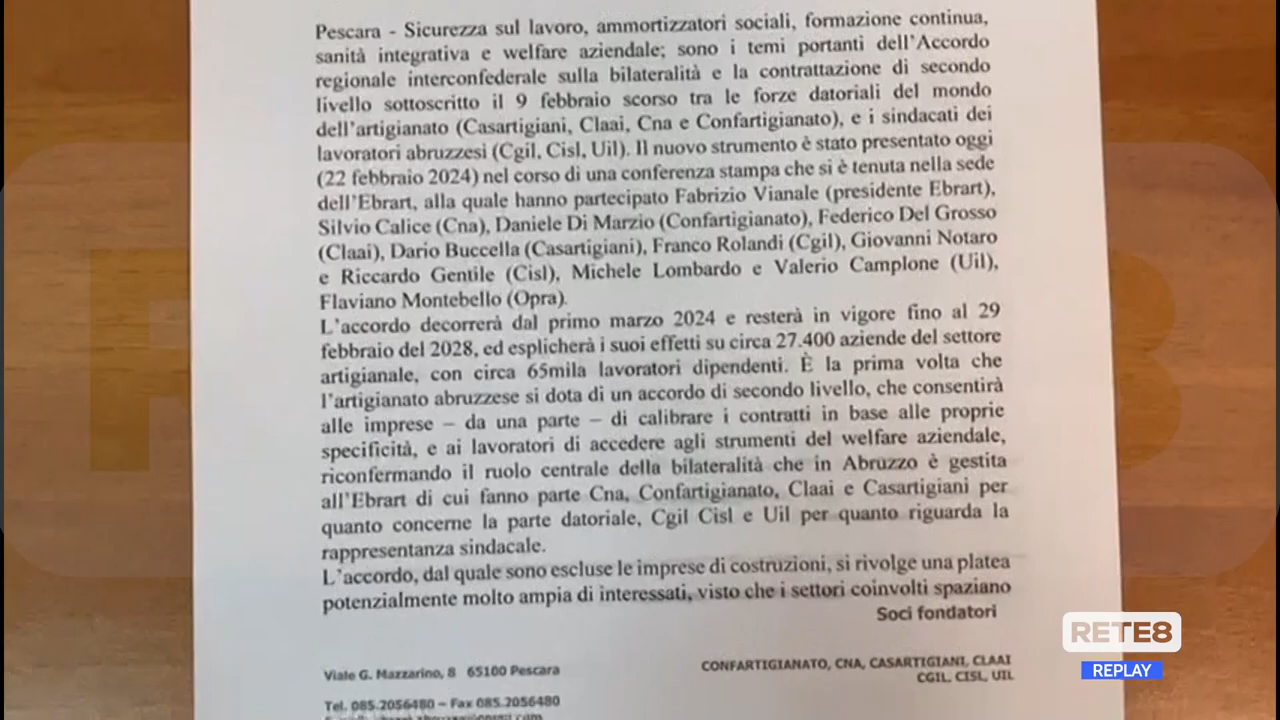 Pescara - Sicurezza sul lavoro, ammortizzatori sociali, formazione continua,
sanità integrativa e welfare aziendale; sono i temi portanti dell'Accordo
regionale interconfederale sulla bilateralità e la contrattazione di secondo
livello sottoscritto il 9 febbraio scorso tra le forze datoriali del mondo
dell'artigianato (Casartigiani, Claai, Cna e Confartigianato), e i sindacati dei
lavoratori abruzzesi (Cgil, Cisl, Uil). Il nuovo strumento è stato presentato oggi
(22 febbraio 2024) nel corso di una conferenza stampa che si è tenuta nella sede
dell'Ebrart, alla quale hanno partecipato Fabrizio Vianale (presidente Ebrart),
Silvio Calice (Cna), Daniele Di Marzio (Confartigianato), Federico Del Grosso
(Claai), Dario Buccella (Casartigiani), Franco Rolandi (Cgil), Giovanni Notaro
e Riccardo Gentile (Cisl), Michele Lombardo e Valerio Camplone (Uil),
Flaviano Montebello (Opra).
L'accordo decorrerà dal primo marzo 2024 e resterà in vigore fino al 29
febbraio del 2028, ed esplicherà i suoi effetti su circa 27.400 aziende del settore
artigianale, con circa 65mila lavoratori dipendenti. È la prima volta che
l'artigianato abruzzese si dota di un accordo di secondo livello, che consentirà
alle imprese – da una parte – di calibrare i contratti in base alle proprie
specificità, e ai lavoratori di accedere agli strumenti del welfare aziendale,
riconfermando il ruolo centrale della bilateralità che in Abruzzo è gestita
all'Ebrart di cui fanno parte Cna, Confartigianato, Claai e Casartigiani per
quanto concerne la parte datoriale, Cgil Cisl e Uil per quanto riguarda la
rappresentanza sindacale.
L'accordo, dal quale sono escluse le imprese di costruzioni, si rivolge una platea
potenzialmente molto ampia di interessati, visto che i settori coinvolti spaziano
Soci fondatori
Viale G. Mazzarino, 8 65100 Pescara
CONFARTIGIANATO, CNA, CASARTIGIANI, CLAAI
CGIL, CISL, UIL
Tel. 085.2056480 – Fax 085.2056480
RETE8
REPLAY